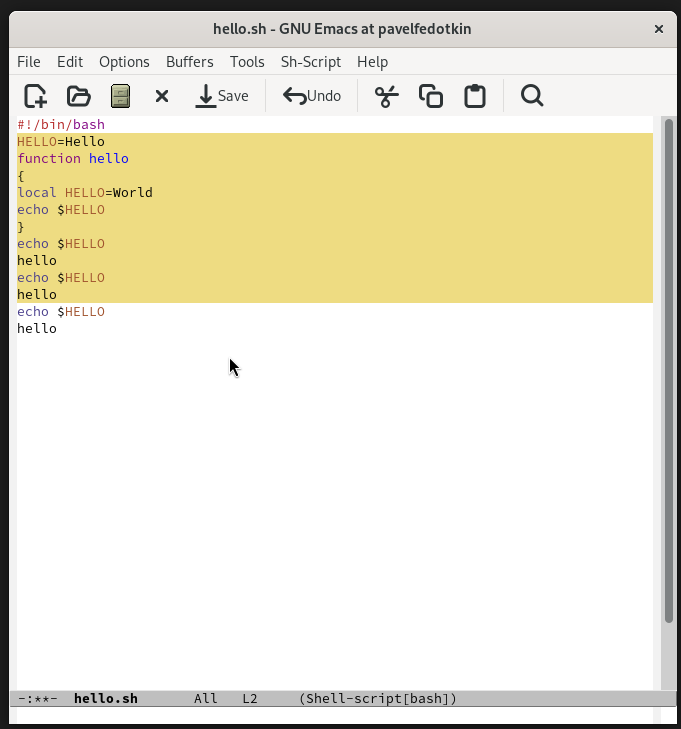 hello.sh - GNU Emacs at pavelfedotkin ×
File Edit Options Buffers Tools Sh-Script Help
Save Undo
#!/bin/bash
HELLO=Hello
function hello
{
local HELLO=World
echo $HELLO
}
echo $HELLO
hello
echo $HELLO
hello
echo $HELLO
hello
-:**- hello.sh All L2 (Shell-script[bash])